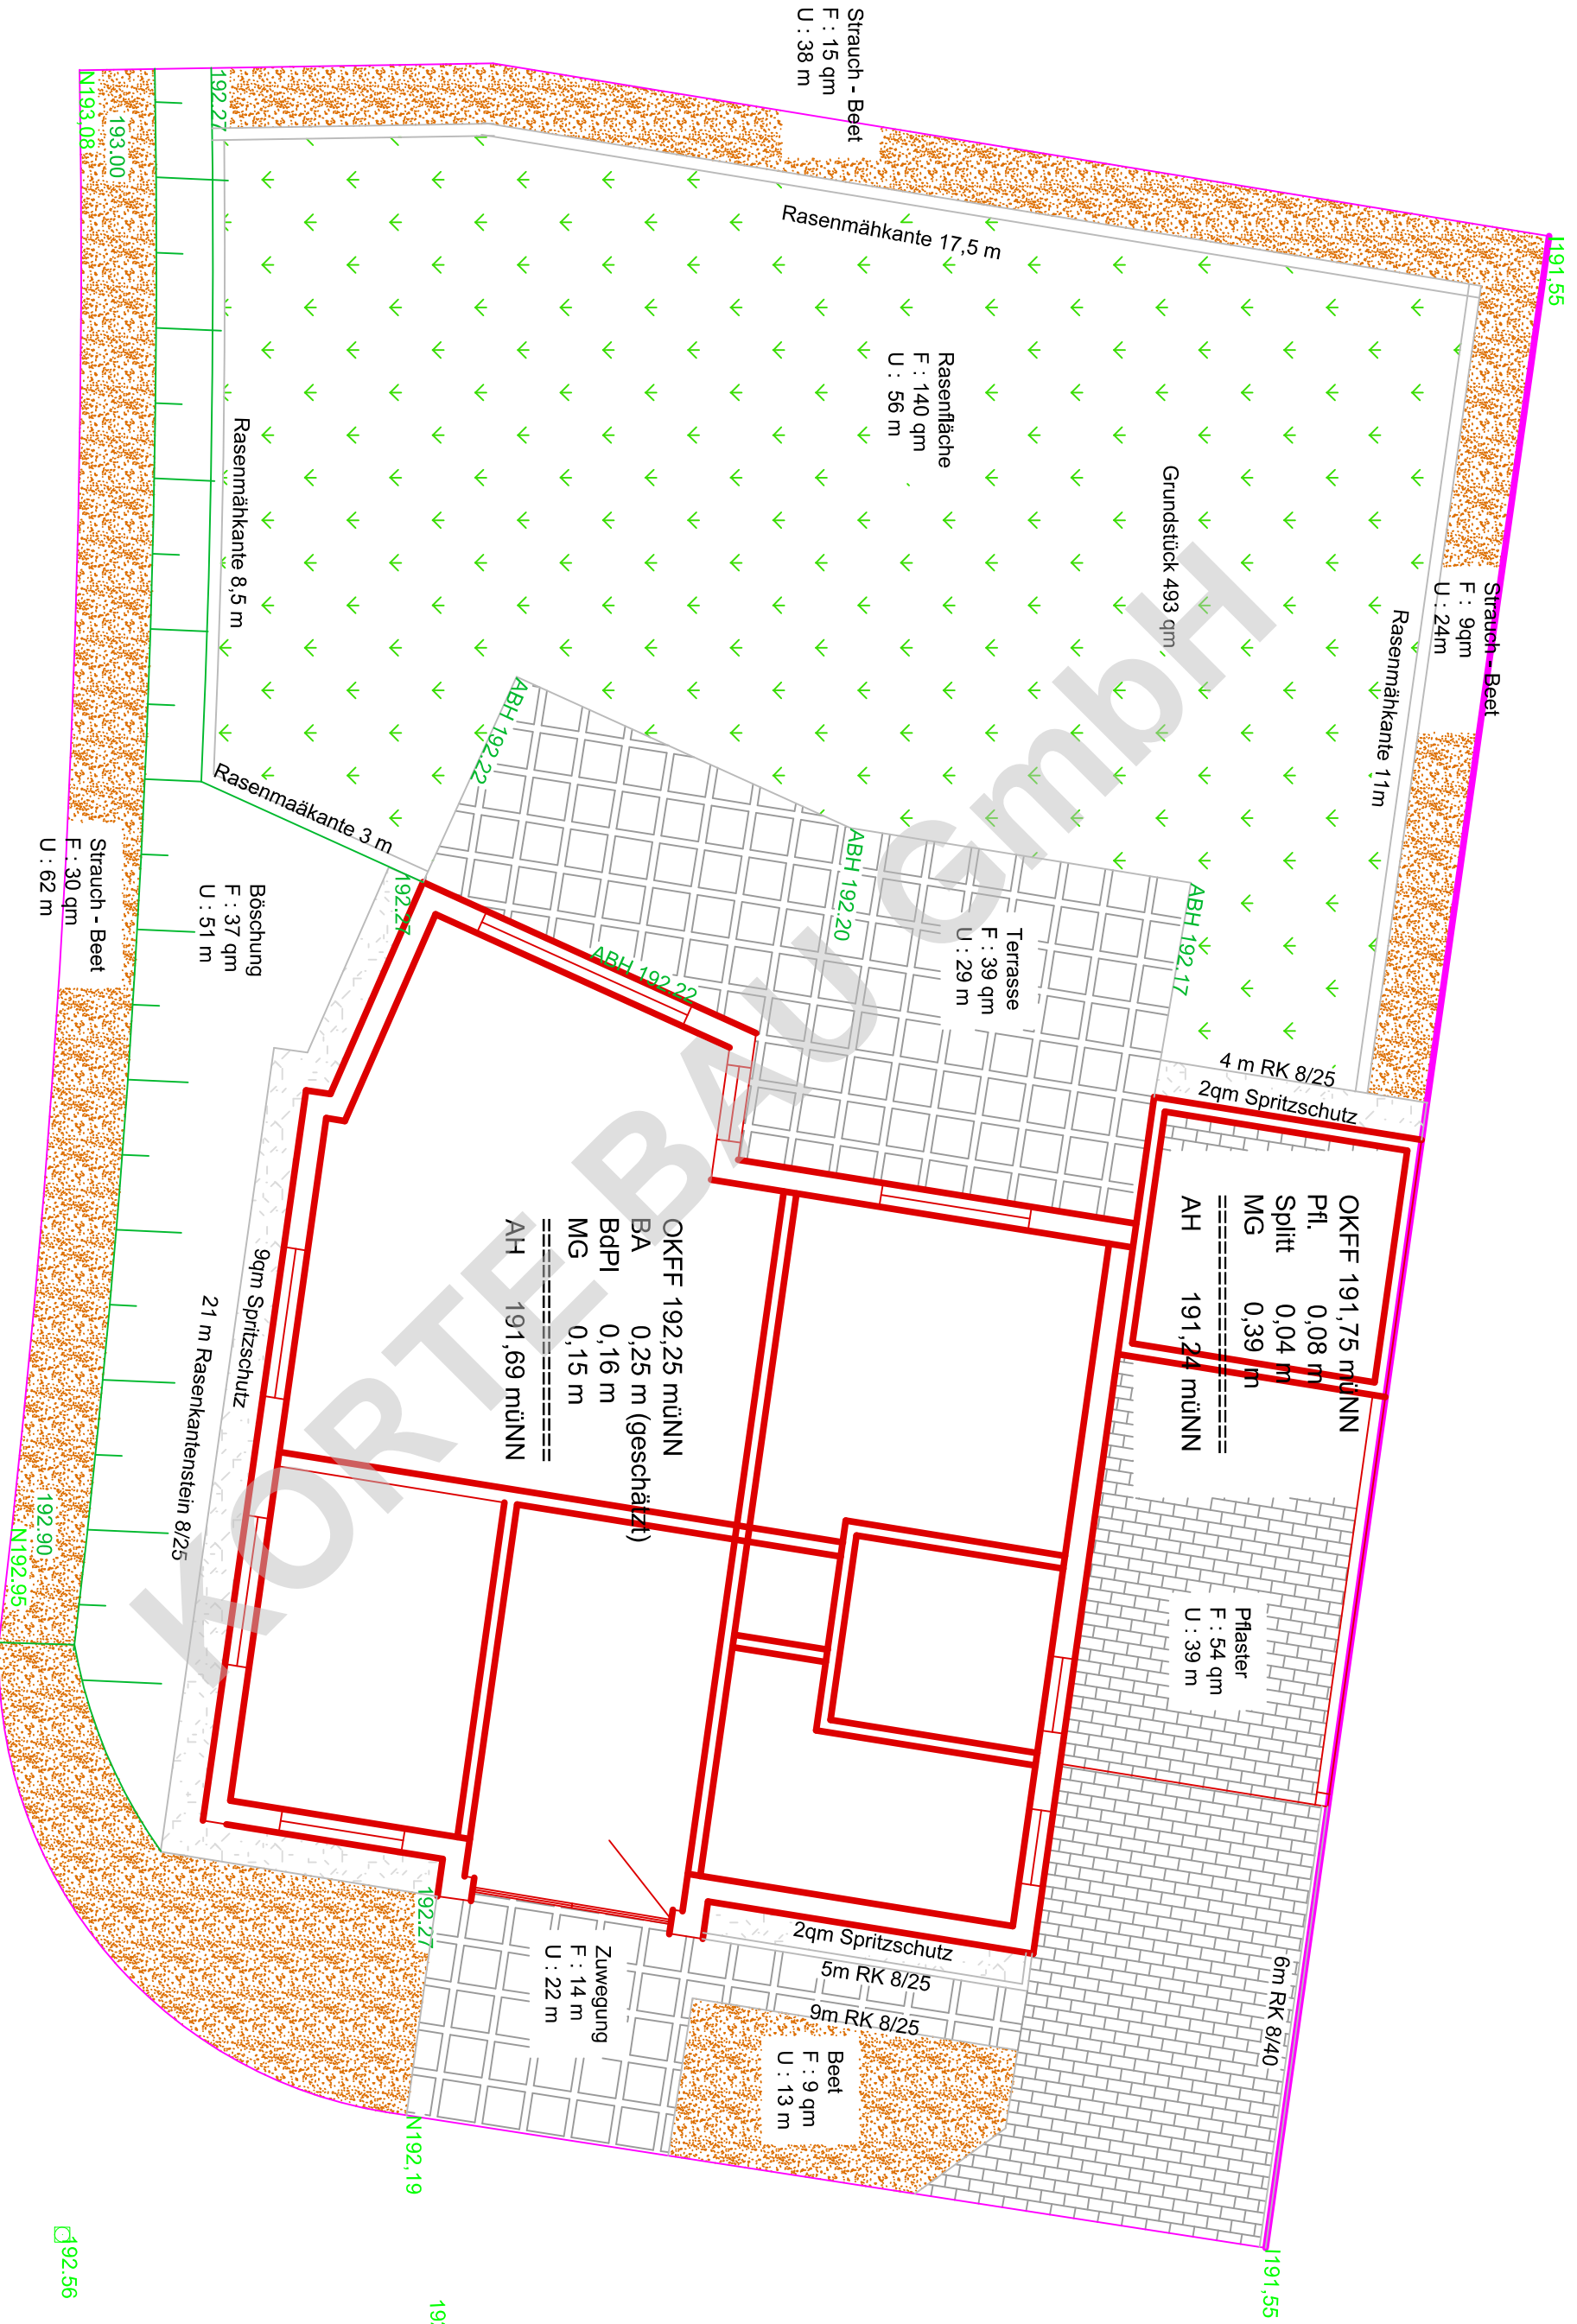 Strauch - Beet
F : 15 qm
U : 38 m
N193.08
193.00
192.27
I191,55
Rasenmähkante 17,5 m
Rasenfläche
F : 140 qm
U : 56 m
Grundstück 493 qm
Strauch - Beet
F : 9qm
U : 24m
Rasenmähkante 11m
Rasenmähkante 8,5 m
Rasenmaäkante 3 m
ABH 192.22
ABH 192.20
ABH 192.17
ABH 192.22
192.27
Terrasse
F : 39 qm
U : 29 m
Strauch - Beet
F : 30 qm
U : 62 m
Böschung
F : 37 qm
U : 51 m
4 m RK 8/25
2qm Spritzschutz
OKFF 191,75 müNN
Pfl. 0,08 m
Splitt 0,04 m
MG 0,39 m
====================
AH 191,24 müNN
OKFF 192,25 müNN
BA 0,25 m (geschätzt)
BdPl 0,16 m
MG 0,15 m
====================
AH 191,69 müNN
9qm Spritzschutz
21 m Rasenkantenstein 8/25
192.90
N192.95
Pflaster
F : 54 qm
U : 39 m
KORTE BAU GmbH
2qm Spritzschutz
5m RK 8/25
9m RK 8/25
6m RK 8/40
192.27
Zuwegung
F : 14 m
U : 22 m
Beet
F : 9 qm
U : 13 m
N192,19
192.56
I191,55